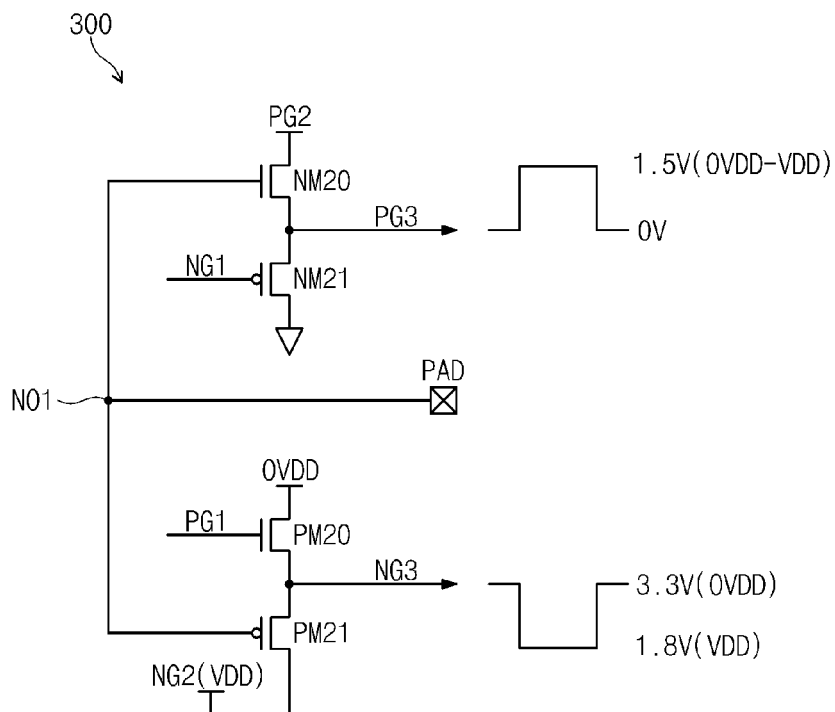 300
PG2
NM20
1.5V(OVDD-VDD)
PG3
0V
NG1
NM21
PAD
NO1
OVDD
PG1
PM20
NG3
3.3V(OVDD)
PM21
1.8V(VDD)
NG2(VDD)